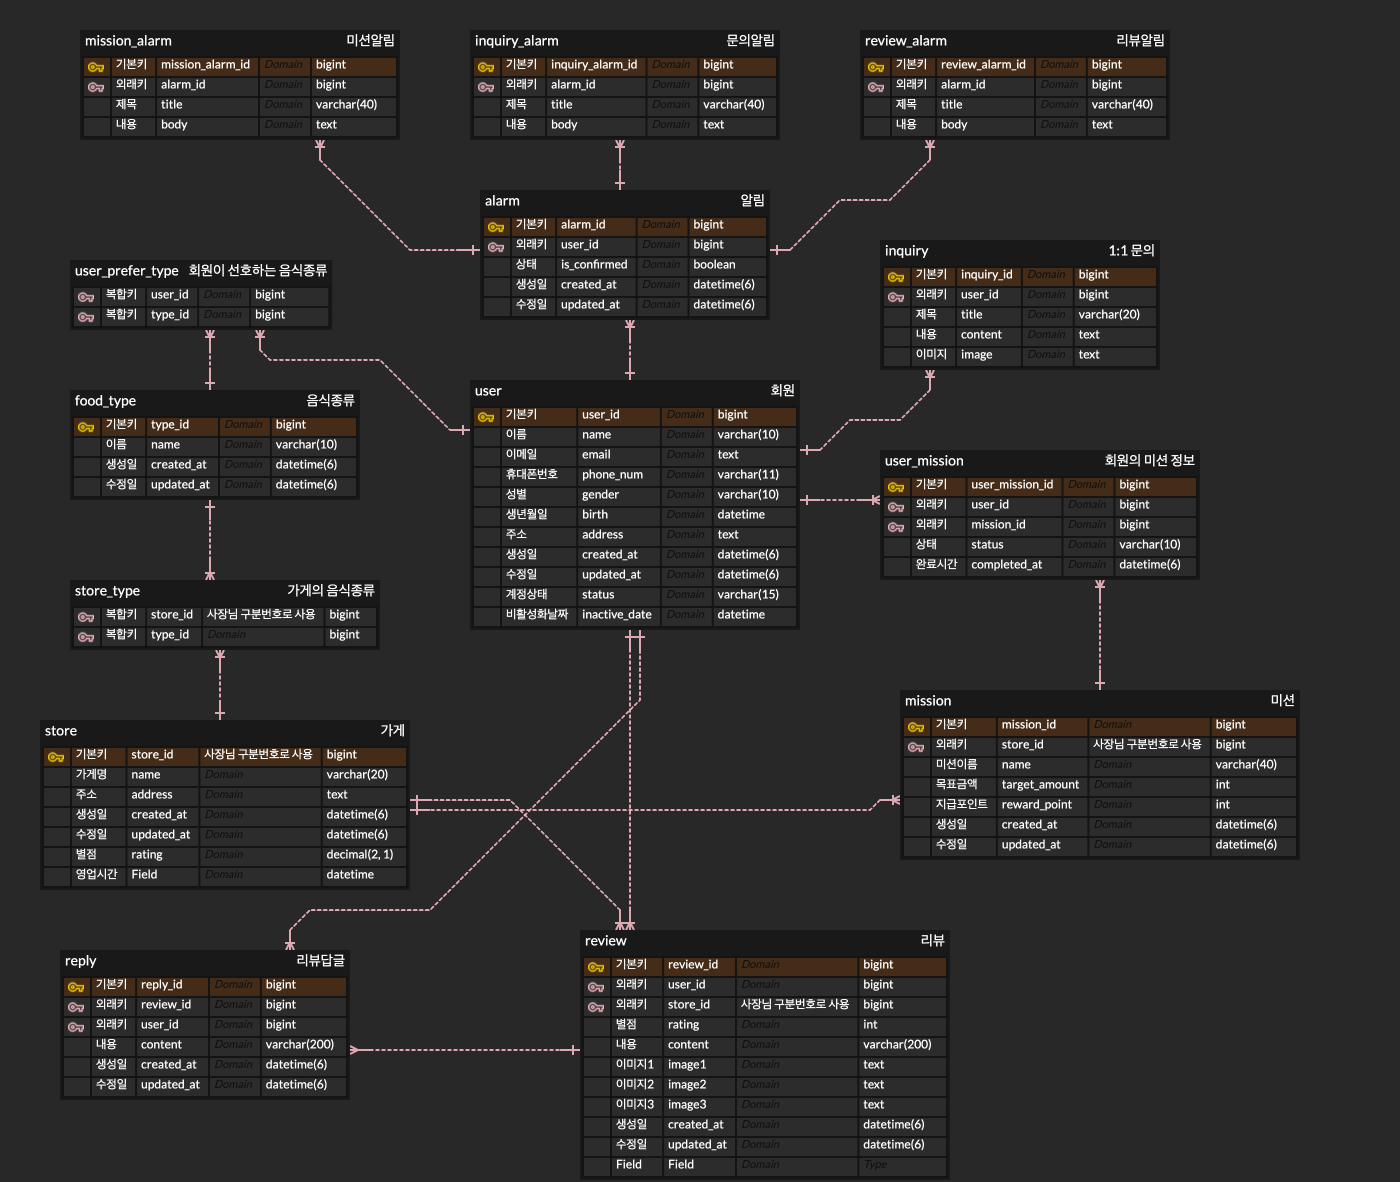 mission_alarm 미션알림
기본키 mission_alarm_id Domain bigint
외래키 alarm_id Domain bigint
제목 title Domain varchar(40)
내용 body Domain text
inquiry_alarm 문의알림
기본키 inquiry_alarm_id Domain bigint
외래키 alarm_id Domain bigint
제목 title Domain varchar(40)
내용 body Domain text
review_alarm 리뷰알림
기본키 review_alarm_id Domain bigint
외래키 alarm_id Domain bigint
제목 title Domain varchar(40)
내용 body Domain text
alarm 알림
기본키 alarm_id Domain bigint
외래키 user_id Domain bigint
상태 is_confirmed Domain boolean
생성일 created_at Domain datetime(6)
수정일 updated_at Domain datetime(6)
inquiry 1:1 문의
기본키 inquiry_id Domain bigint
외래키 user_id Domain bigint
제목 title Domain varchar(20)
내용 content Domain text
이미지 image Domain text
user_prefer_type 회원이 선호하는 음식종류
복합키 user_id Domain bigint
복합키 type_id Domain bigint
food_type 음식종류
기본키 type_id Domain bigint
이름 name Domain varchar(10)
생성일 created_at Domain datetime(6)
수정일 updated_at Domain datetime(6)
user 회원
기본키 user_id Domain bigint
이름 name Domain varchar(10)
이메일 email Domain text
휴대폰번호 phone_num Domain varchar(11)
성별 gender Domain varchar(10)
생년월일 birth Domain datetime
주소 address Domain text
생성일 created_at Domain datetime(6)
수정일 updated_at Domain datetime(6)
계정상태 status Domain varchar(15)
비활성화날짜 inactive_date Domain datetime
user_mission 회원의 미션 정보
기본키 user_mission_id Domain bigint
외래키 user_id Domain bigint
외래키 mission_id Domain bigint
상태 status Domain varchar(10)
완료시간 completed_at Domain datetime(6)
store_type 가게의 음식종류
복합키 store_id 사장님 구분번호로 사용 bigint
복합키 type_id Domain bigint
store 가게
기본키 store_id 사장님 구분번호로 사용 bigint
가게명 name Domain varchar(20)
주소 address Domain text
생성일 created_at Domain datetime(6)
수정일 updated_at Domain datetime(6)
별점 rating Domain decimal(2, 1)
영업시간 Field Domain datetime
mission 미션
기본키 mission_id Domain bigint
외래키 store_id 사장님 구분번호로 사용 bigint
미션이름 name Domain varchar(40)
목표금액 target_amount Domain int
지급포인트 reward_point Domain int
생성일 created_at Domain datetime(6)
수정일 updated_at Domain datetime(6)
reply 리뷰답글
기본키 reply_id Domain bigint
외래키 review_id Domain bigint
외래키 user_id Domain bigint
내용 content Domain varchar(200)
생성일 created_at Domain datetime(6)
수정일 updated_at Domain datetime(6)
review 리뷰
기본키 review_id Domain bigint
외래키 user_id Domain bigint
외래키 store_id 사장님 구분번호로 사용 bigint
별점 rating Domain int
내용 content Domain varchar(200)
이미지1 image1 Domain text
이미지2 image2 Domain text
이미지3 image3 Domain text
생성일 created_at Domain datetime(6)
수정일 updated_at Domain datetime(6)
Field Field Domain Type